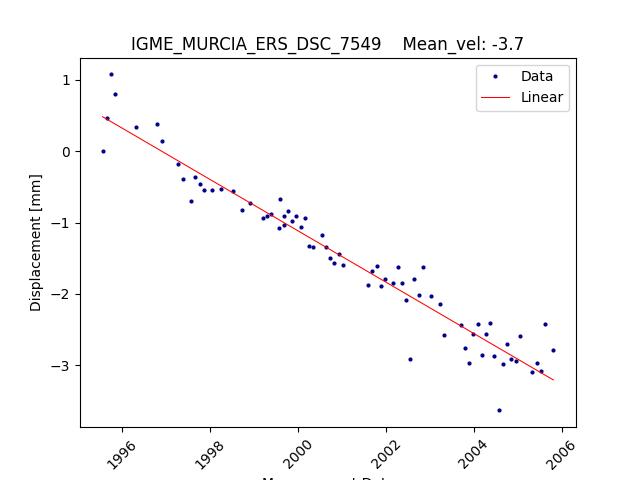 IGME_MURCIA_ERS_DSC_7549 Mean_vel: -3.7
Data
Linear
Displacement [mm]
1
0
−1
−2
−3
1996 1998 2000 2002 2004 2006